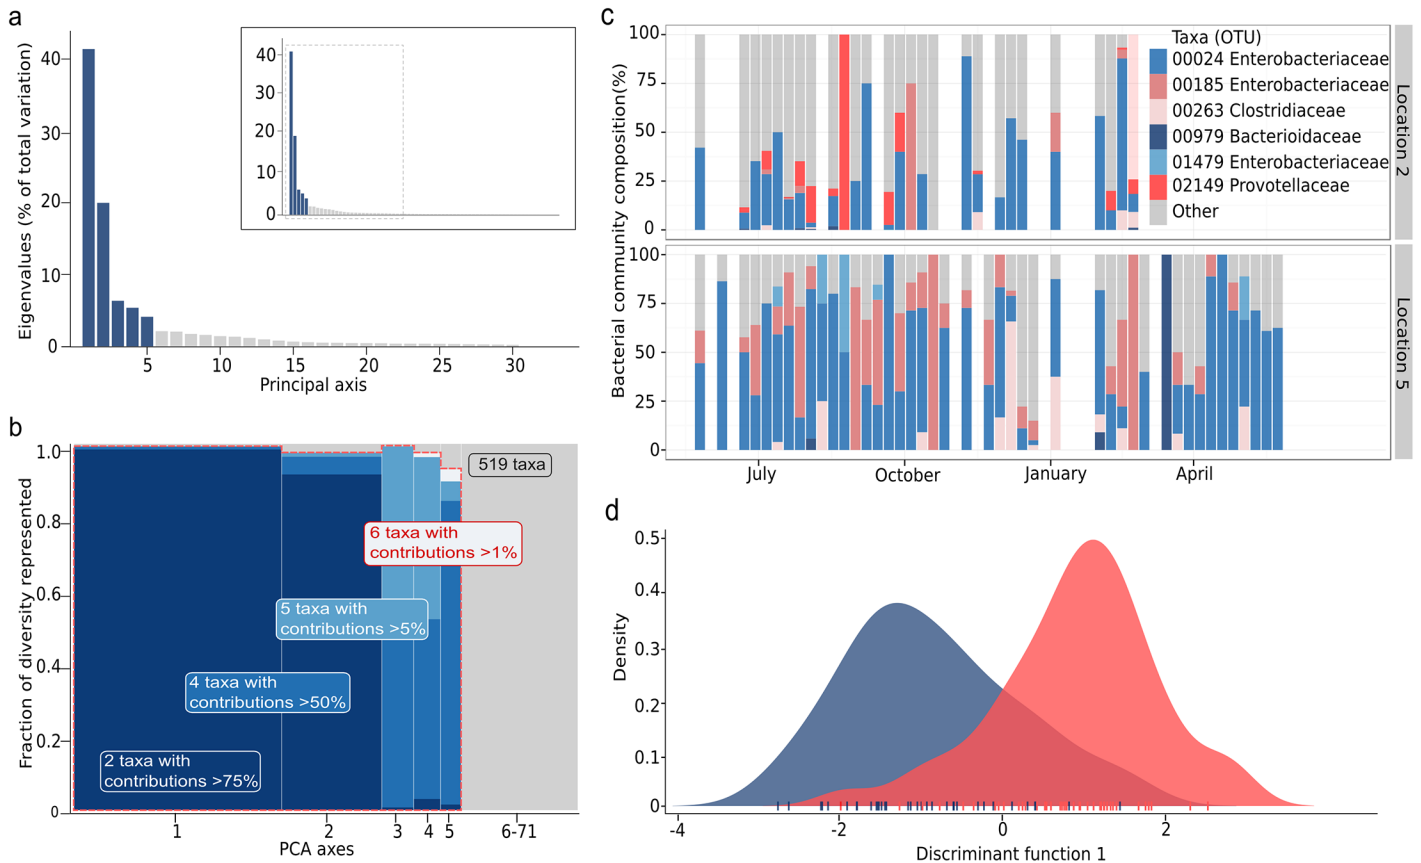 a
Eigenvalues (% of total variation)
40
30
20
10
0
5
10
15
20
25
30
Principal axis
40
30
20
10
0
b
Fraction of diversity represented
1.0
0.8
0.6
0.4
0.2
0
519 taxa
6 taxa with
contributions >1%
5 taxa with
contributions >5%
4 taxa with
contributions >50%
2 taxa with
contributions >75%
1
2
3
4
5
6-71
PCA axes
c
Bacterial community composition(%)
100
75
50
25
0
Taxa (OTU)
00024 Enterobacteriaceae
00185 Enterobacteriaceae
00263 Clostridiaceae
00979 Bacterioidaceae
01479 Enterobacteriaceae
02149 Provotellaceae
Other
Location 2
100
75
50
25
0
Location 5
July
October
January
April
d
Density
0.5
0.4
0.3
0.2
0.1
0
-4
-2
0
2
Discriminant function 1